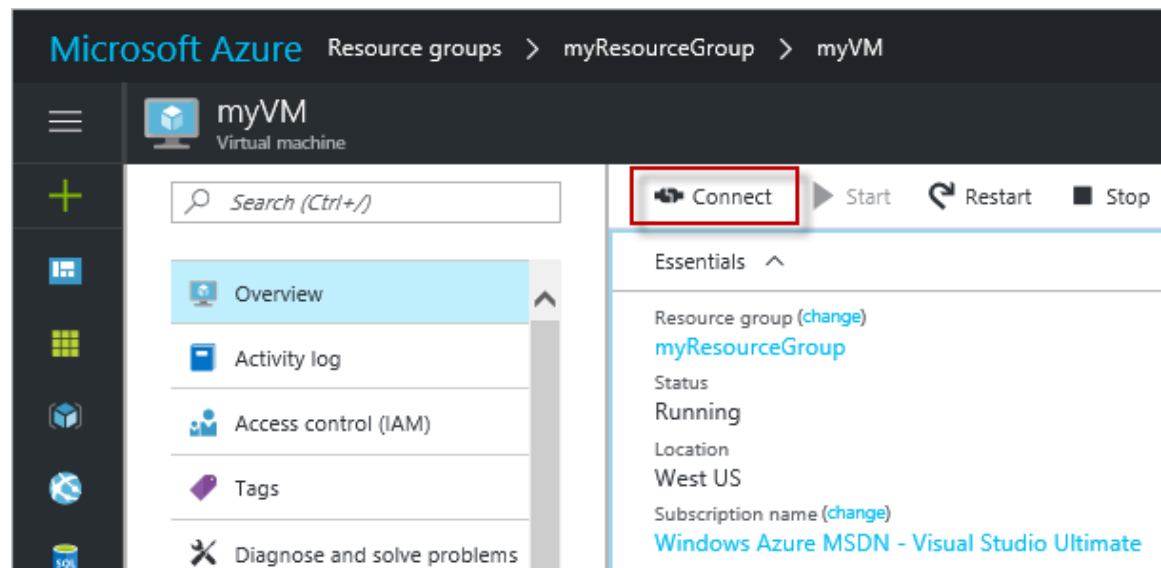 Microsoft Azure Resource groups > myResourceGroup > myVM
myVM
Virtual machine
Search (Ctrl+/)
Overview
Activity log
Access control (IAM)
Tags
Diagnose and solve problems
Connect Start Restart Stop
Essentials
Resource group (change)
myResourceGroup
Status
Running
Location
West US
Subscription name (change)
Windows Azure MSDN - Visual Studio Ultimate
SQL